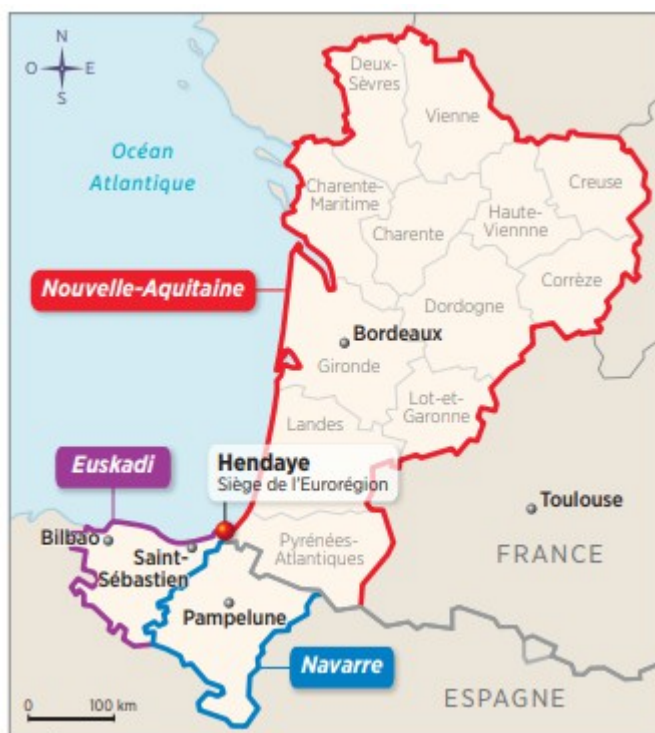 N
O
E
S
Océan
Atlantique
Deux-
Sèvres
Vienne
Charente-
Maritime
Charente
Haute-
Viennne
Creuse
Corrèze
Nouvelle-Aquitaine
Dordogne
Bordeaux
Gironde
Lot-et-
Garonne
Landes
Euskadi
Hendaye
Siège de l'Eurorégion
Toulouse
Bilbao
Saint-
Sébastien
Pyrénées-
Atlantiques
FRANCE
Pampelune
Navarre
ESPAGNE
0 100 km